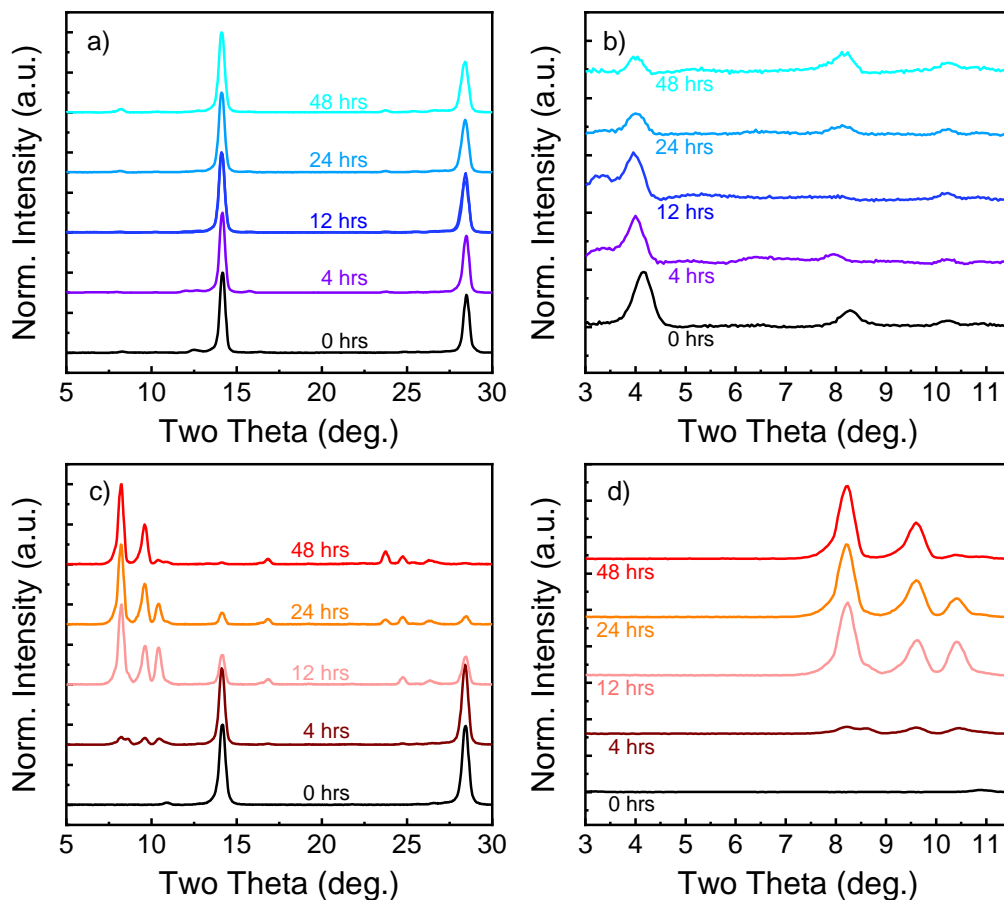 a)
48 hrs
24 hrs
12 hrs
4 hrs
0 hrs
Norm. Intensity (a.u.)
5 10 15 20 25 30
Two Theta (deg.)
b)
48 hrs
24 hrs
12 hrs
4 hrs
0 hrs
Norm. Intensity (a.u.)
3 4 5 6 7 8 9 10 11
Two Theta (deg.)
c)
48 hrs
24 hrs
12 hrs
4 hrs
0 hrs
Norm. Intensity (a.u.)
5 10 15 20 25 30
Two Theta (deg.)
d)
48 hrs
24 hrs
12 hrs
4 hrs
0 hrs
Norm. Intensity (a.u.)
3 4 5 6 7 8 9 10 11
Two Theta (deg.)